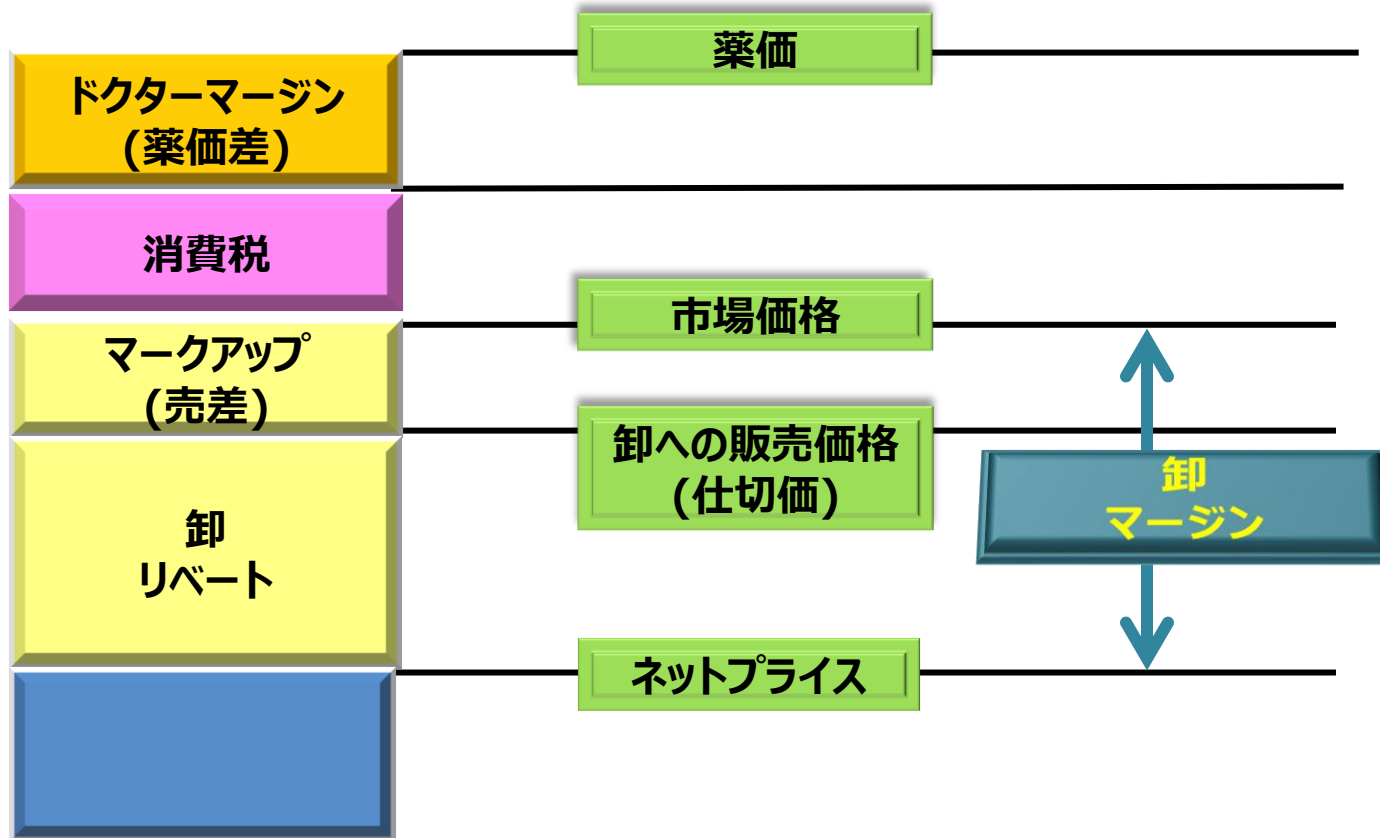 薬価
ドクターマージン
(薬価差)
消費税
市場価格
マークアップ
(売差)
卸への販売価格
(仕切価)
卸
マージン
卸
リベート
ネットプライス